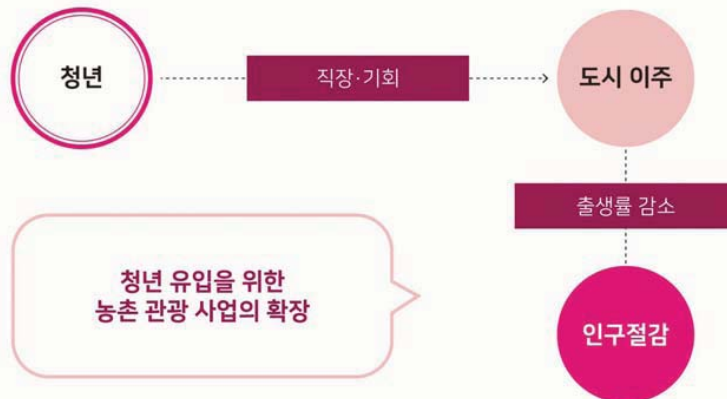 청년
직장·기회
도시 이주
출생률 감소
청년 유입을 위한
농촌 관광 사업의 확장
인구절감